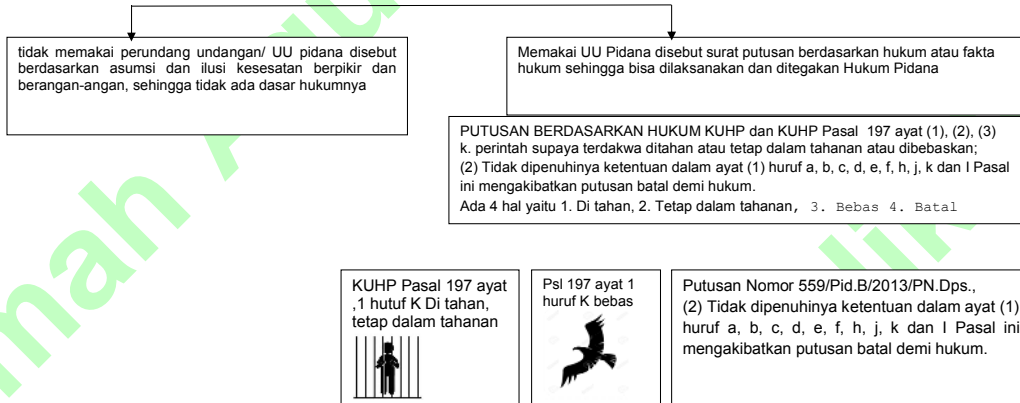 tidak memakai perundang undangan/ UU pidana disebut
berdasarkan asumsi dan ilusi kesesatan berpikir dan
berangan-angan, sehingga tidak ada dasar hukumnya
Memakai UU Pidana disebut surat putusan berdasarkan hukum atau fakta
hukum sehingga bisa dilaksanakan dan ditegakan Hukum Pidana
PUTUSAN BERDASARKAN HUKUM KUHP dan KUHP Pasal 197 ayat (1), (2), (3)
k. perintah supaya terdakwa ditahan atau tetap dalam tahanan atau dibebaskan;
(2) Tidak dipenuhinya ketentuan dalam ayat (1) huruf a, b, c, d, e, f, h, j, k dan l Pasal
ini mengakibatkan putusan batal demi hukum.
Ada 4 hal yaitu 1. Di tahan, 2. Tetap dalam tahanan, 3. Bebas 4. Batal
KUHP Pasal 197 ayat
,1 hutuf K Di tahan,
tetap dalam tahanan
Psl 197 ayat 1
huruf K bebas
Putusan Nomor 559/Pid.B/2013/PN.Dps.,
(2) Tidak dipenuhinya ketentuan dalam ayat (1)
huruf a, b, c, d, e, f, h, j, k dan l Pasal ini
mengakibatkan putusan batal demi hukum.